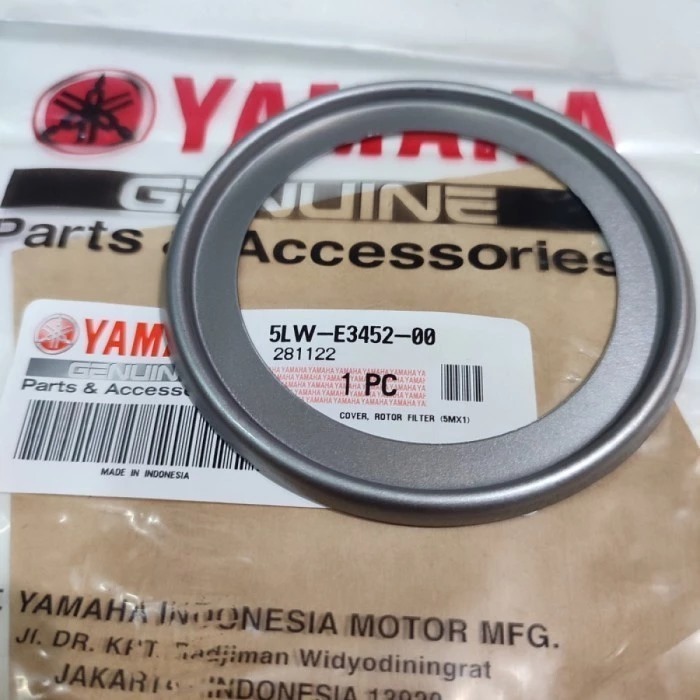 YAMAHA
GENUINE
Parts & Accessories
YAMAHA
GENUINE
Parts & Accesso
5LW-E3452-00
281122
1 PC
COVER, ROTOR FILTER (5MX1)
MADE IN INDONESIA
YAMAHA INDONESIA MOTOR MFG.
Jl. DR. KRT. Radjiman Widyodiningrat
JAKARTA INDONESIA 13920